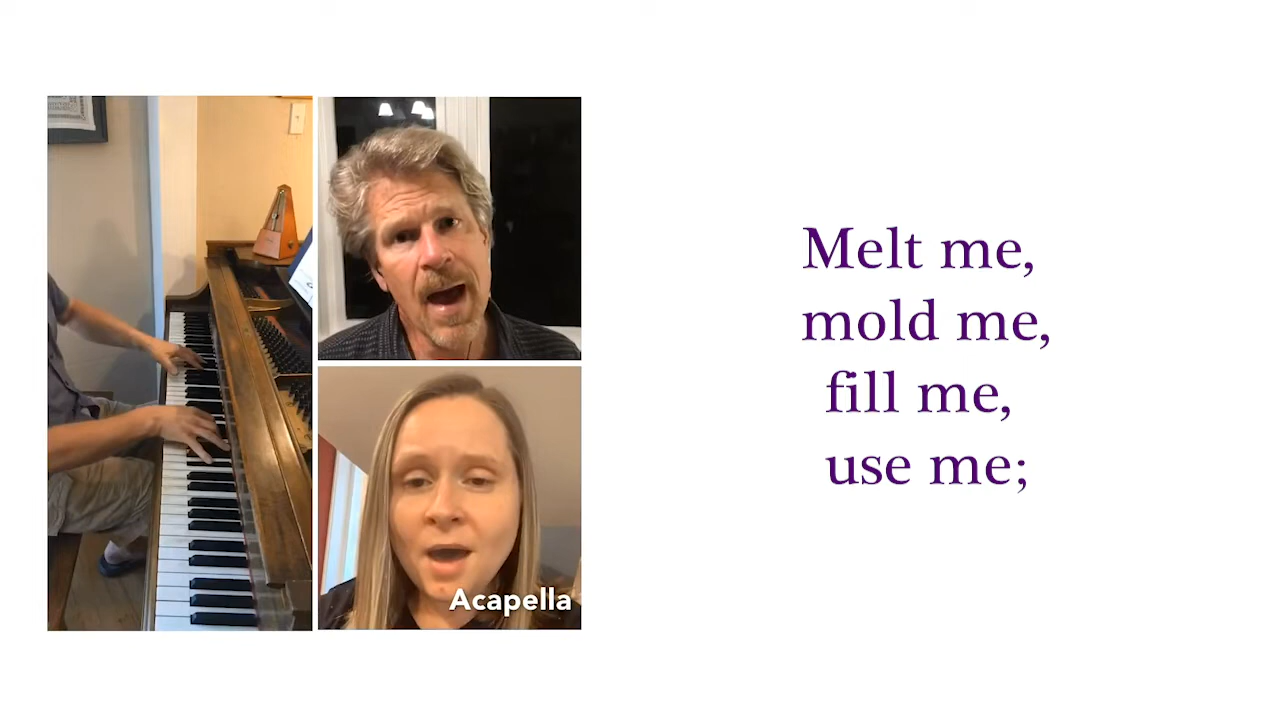 Melt me,
mold me,
fill me,
use me;
Acapella